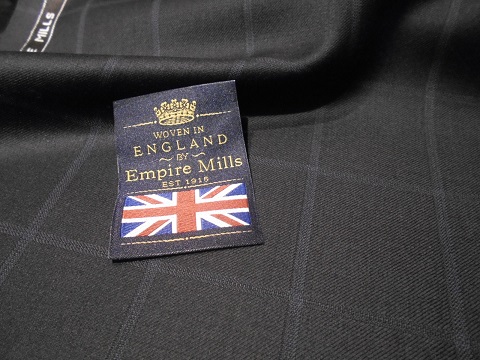 E MILLS
WOVEN IN
ENGLAND
~ BY ~
Empire Mills
EST 1916